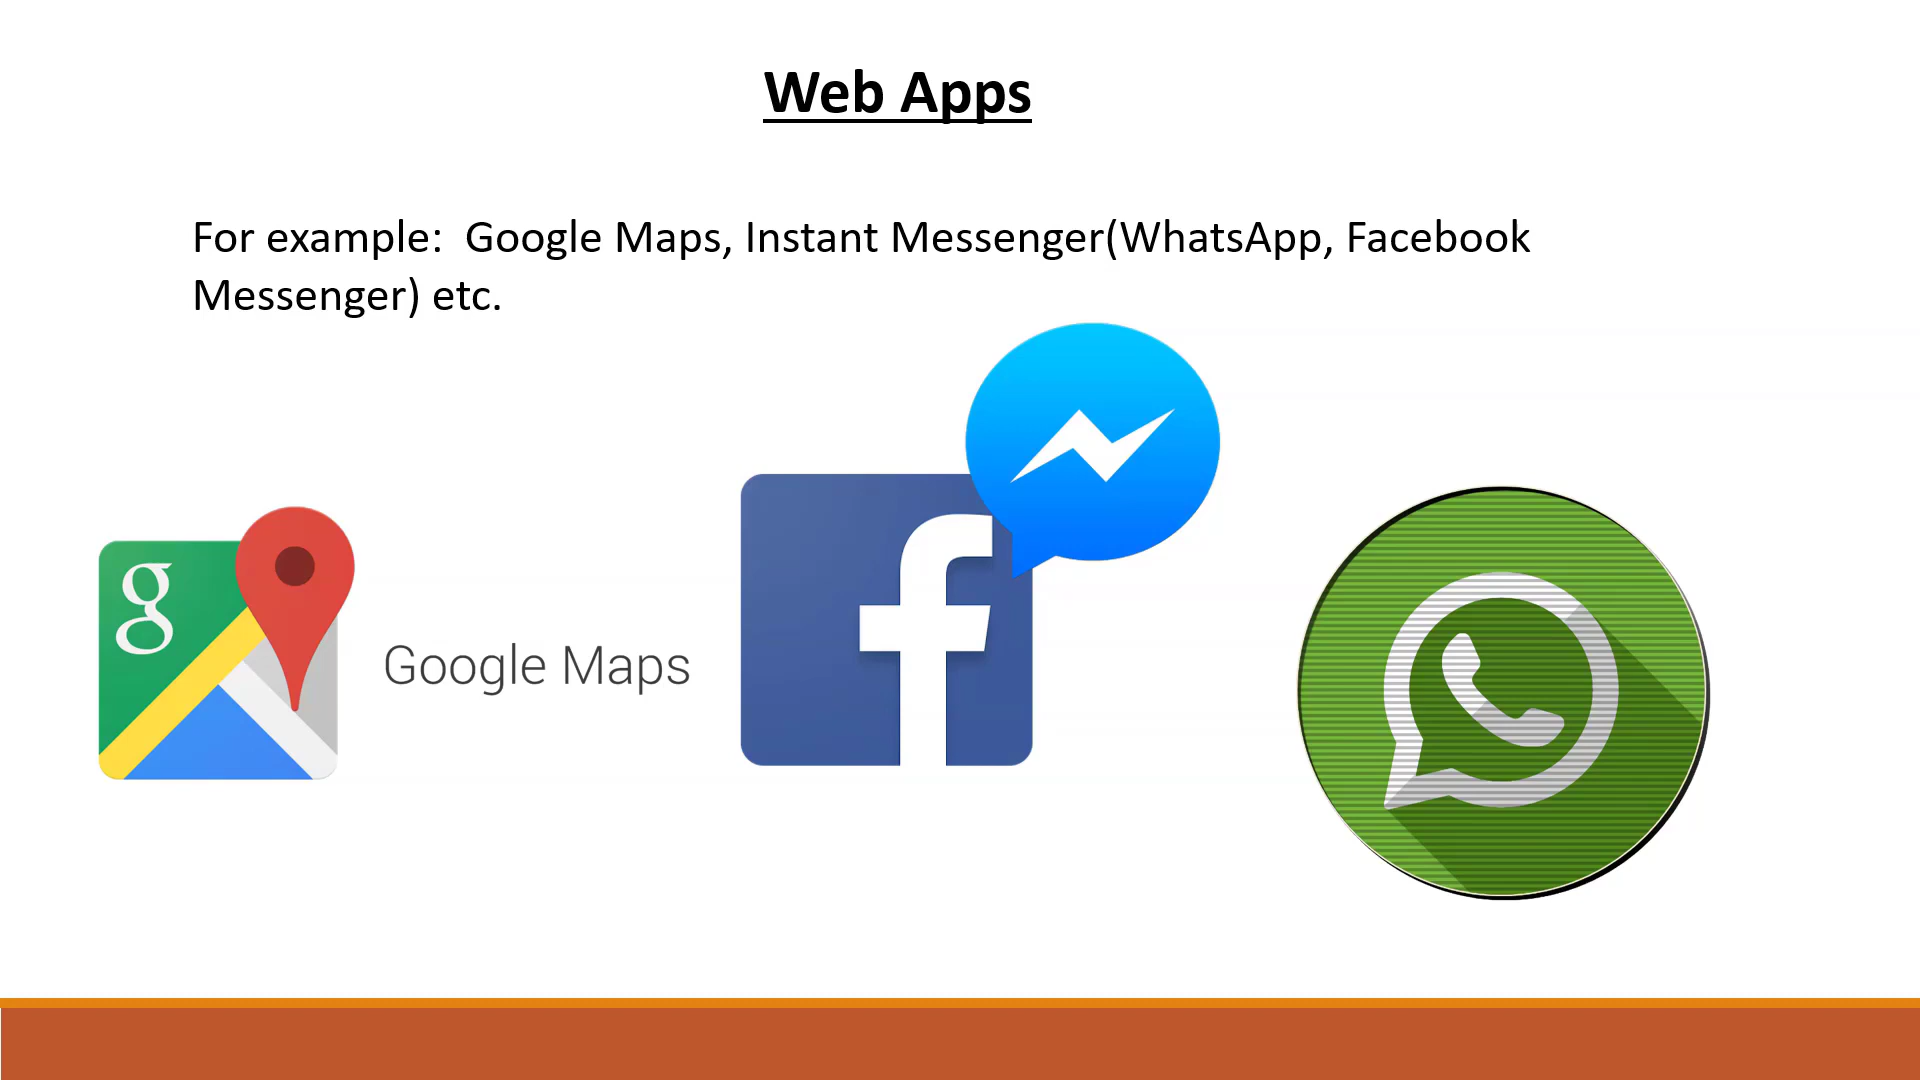 Web Apps
For example:  Google Maps, Instant Messenger(WhatsApp, Facebook
Messenger) etc.
g
Google Maps
f